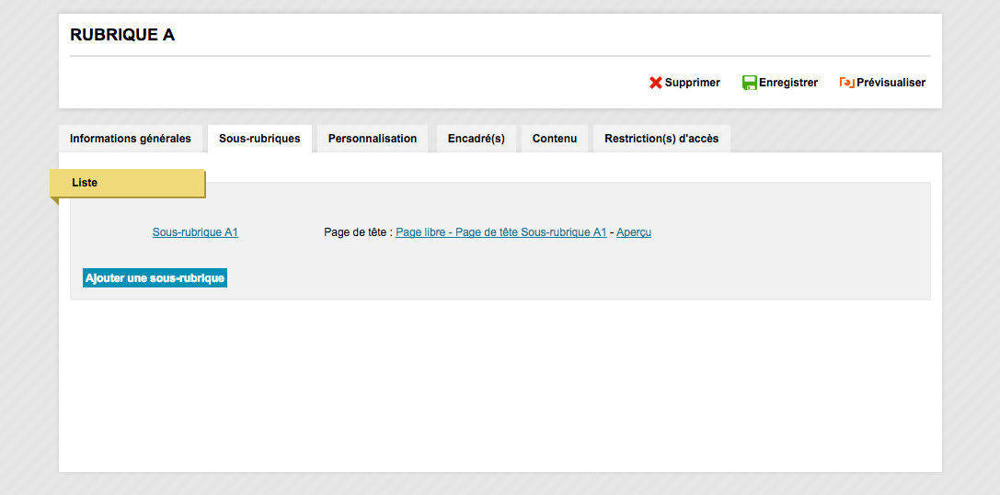 RUBRIQUE A
Supprimer Enregistrer Prévisualiser
Informations générales Sous-rubriques Personnalisation Encadré(s) Contenu Restriction(s) d'accès
Liste
Sous-rubrique A1 Page de tête : Page libre - Page de tête Sous-rubrique A1 - Aperçu
Ajouter une sous-rubrique